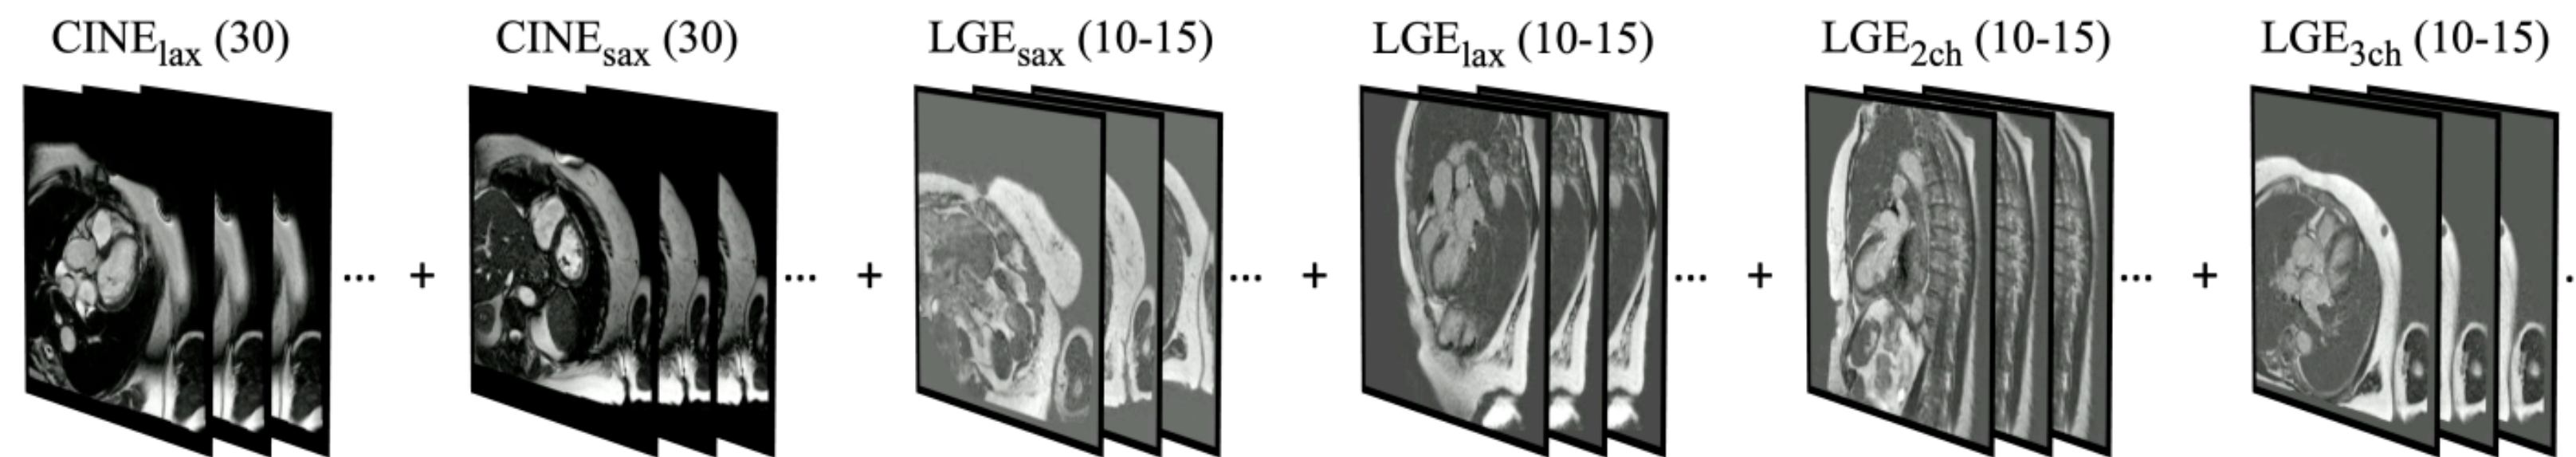 CINElax (30) CINEsax (30) LGEsax (10-15) LGElax (10-15) LGE2ch (10-15) LGE3ch (10-15)
... + ... + ... + ... + ... + .